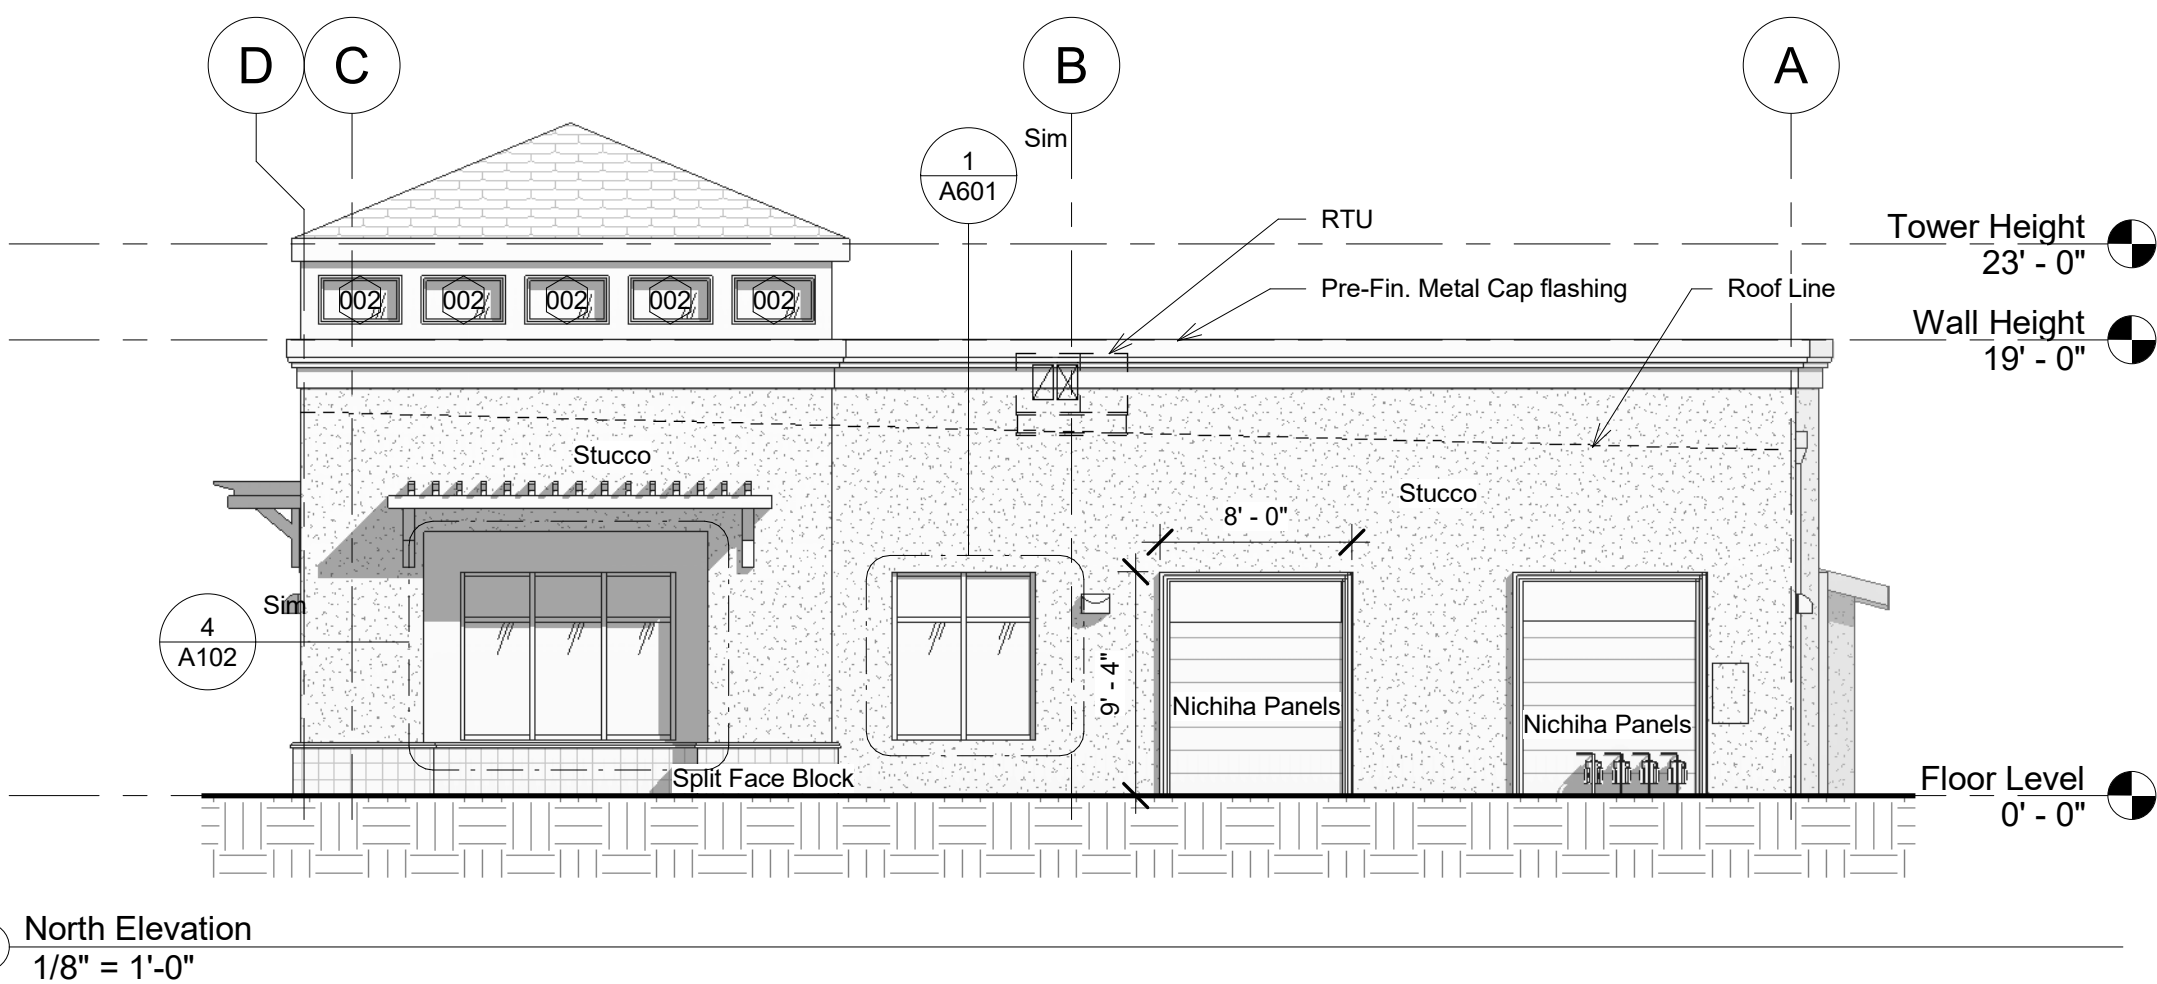 D
C
B
A
Sim
1
A601
RTU
Tower Height
23' - 0"
002
002
002
002
002
Pre-Fin. Metal Cap flashing
Roof Line
Wall Height
19' - 0"
Stucco
Stucco
8' - 0"
Sim
4
A102
9' - 4"
Nichiha Panels
Nichiha Panels
Split Face Block
Floor Level
0' - 0"
North Elevation
1/8" = 1'-0"